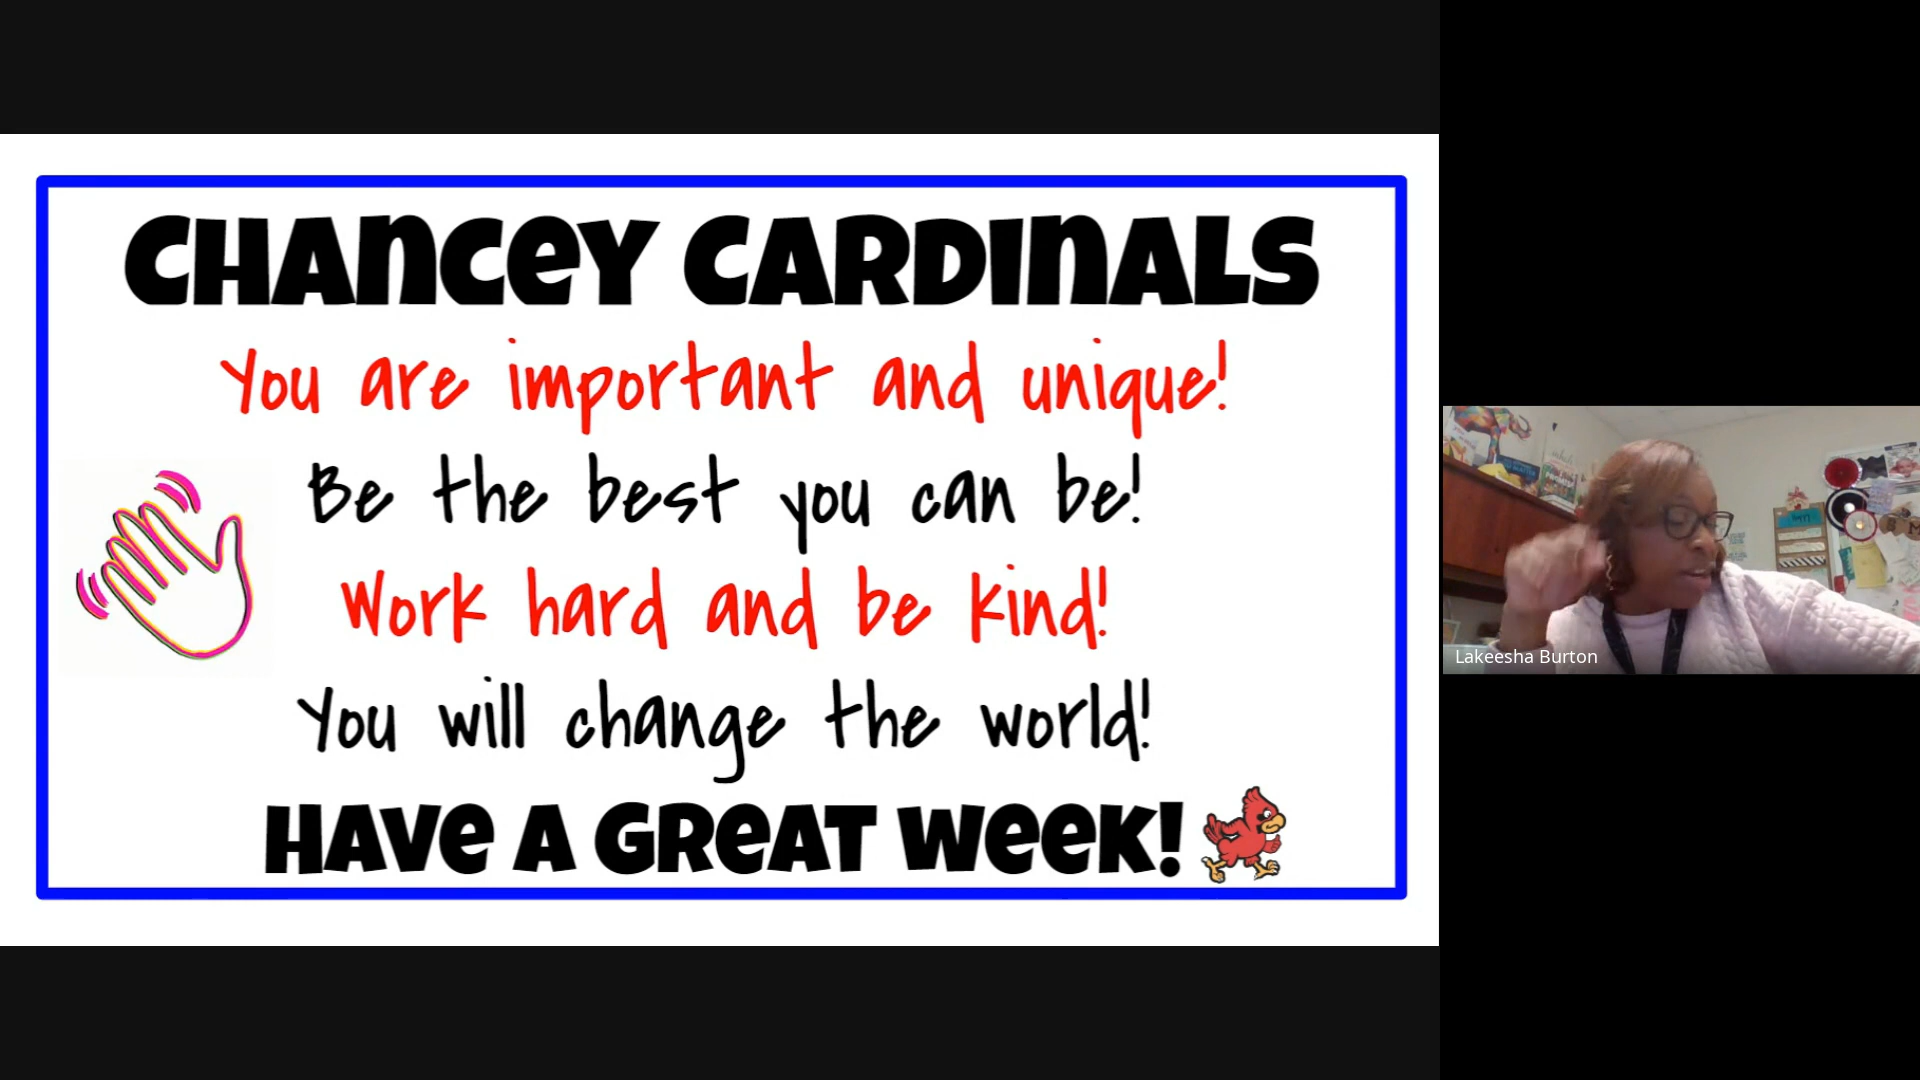 CHANCEY CARDINALS
You are important and unique!
Be the best you can be!
Work hard and be kind!
You will change the world!
HAVE A GREAT WEEK!
Lakeesha Burton